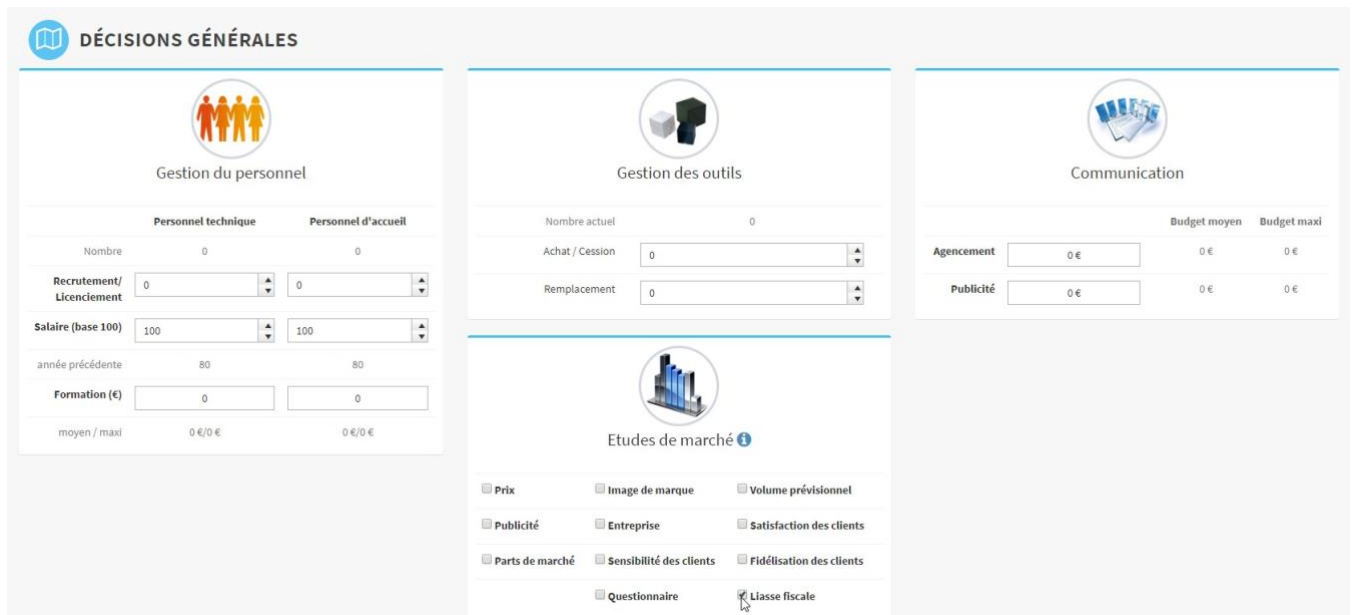 DÉCISIONS GÉNÉRALES
Gestion du personnel
Personnel technique Personnel d'accueil
Nombre 0 0
Recrutement/
Licenciement 0 0
Salaire (base 100) 100 100
année précédente 80 80
Formation (€) 0 0
moyen / maxi 0 €/0 € 0 €/0 €
Gestion des outils
Nombre actuel 0
Achat / Cession 0
Remplacement 0
Communication
Budget moyen Budget maxi
Agencement 0 € 0 € 0 €
Publicité 0 € 0 € 0 €
Etudes de marché i
Prix Image de marque Volume prévisionnel
Publicité Entreprise Satisfaction des clients
Parts de marché Sensibilité des clients Fidélisation des clients
Questionnaire Liasse fiscale